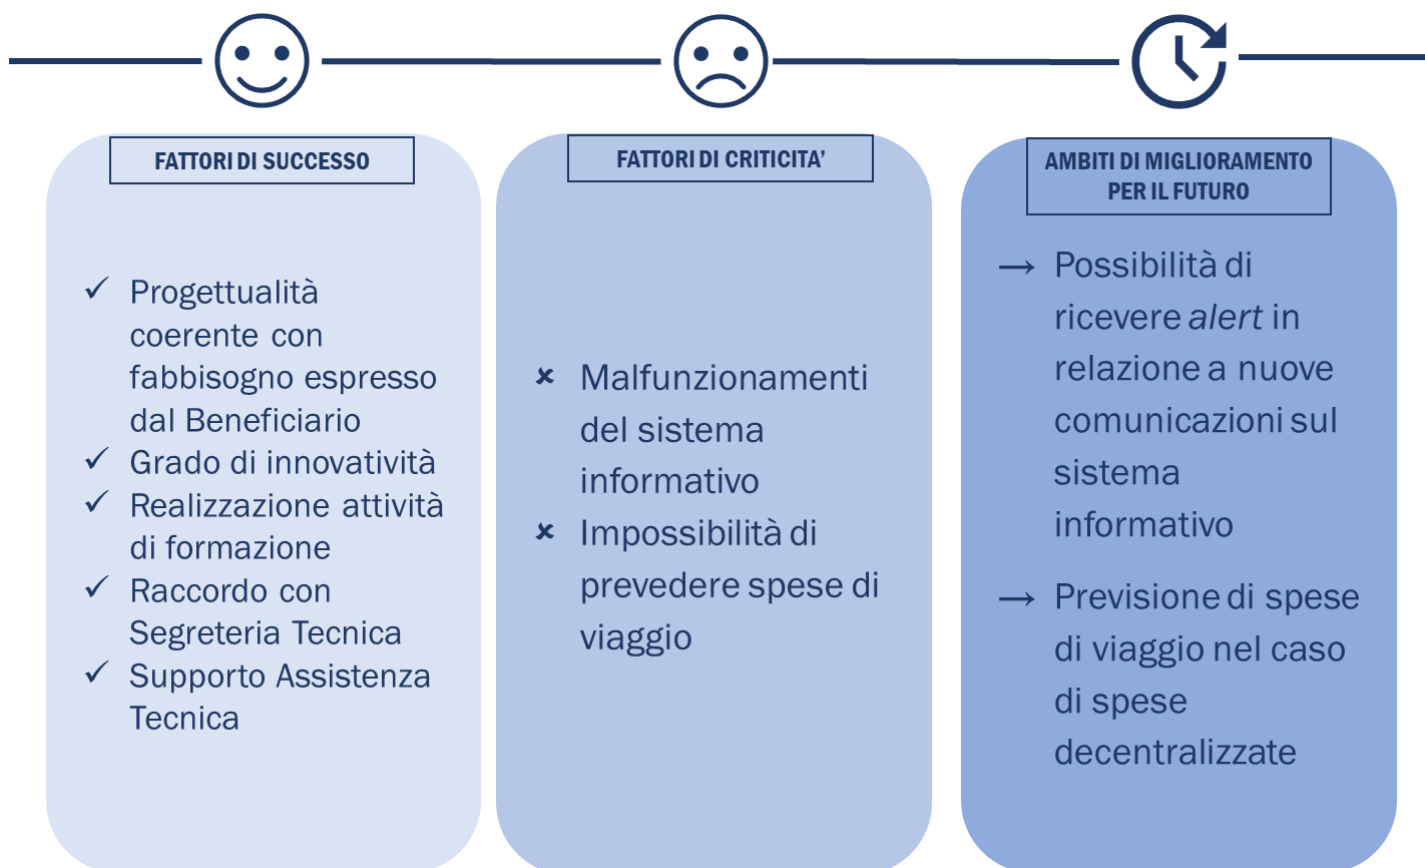 FATTORI DI SUCCESSO
✓ Progettualità
coerente con
fabbisogno espresso
dal Beneficiario
✓ Grado di innovatività
✓ Realizzazione attività
di formazione
✓ Raccordo con
Segreteria Tecnica
✓ Supporto Assistenza
Tecnica
FATTORI DI CRITICITA’
× Malfunzionamenti
del sistema
informativo
× Impossibilità di
prevedere spese di
viaggio
AMBITI DI MIGLIORAMENTO
PER IL FUTURO
→ Possibilità di
ricevere alert in
relazione a nuove
comunicazioni sul
sistema
informativo
→ Previsione di spese
di viaggio nel caso
di spese
decentralizzate